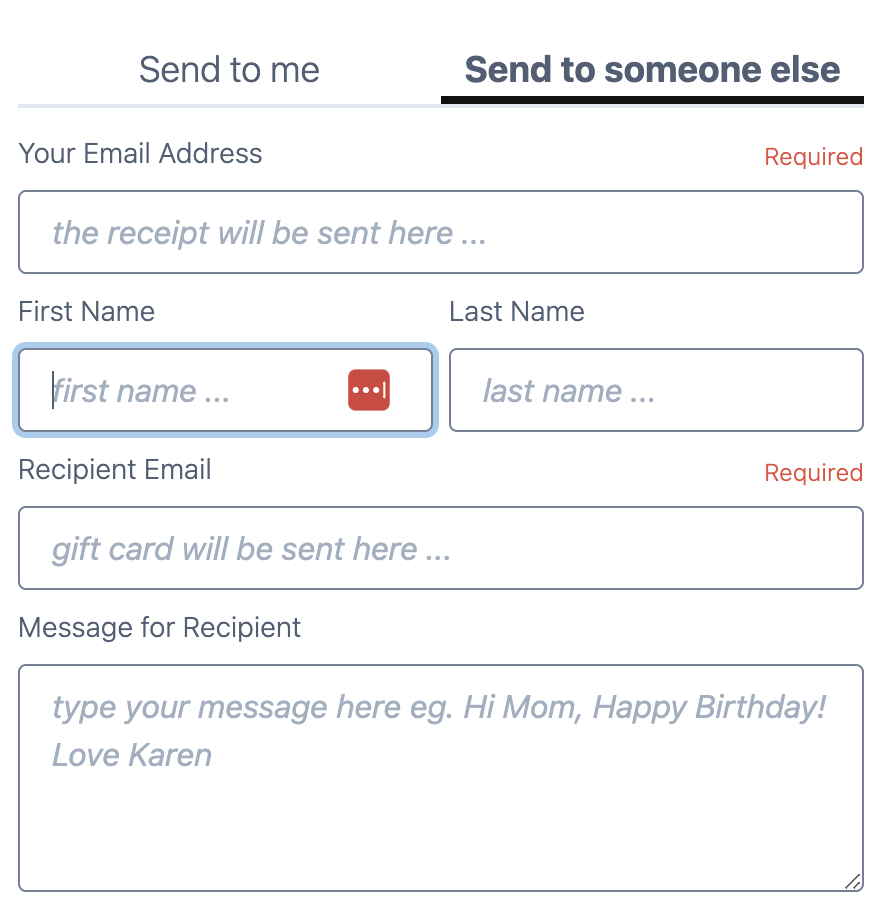 Send to me
Send to someone else
Your Email Address
Required
the receipt will be sent here ...
First Name
Last Name
first name ...
last name ...
Recipient Email
Required
gift card will be sent here ...
Message for Recipient
type your message here eg. Hi Mom, Happy Birthday!
Love Karen